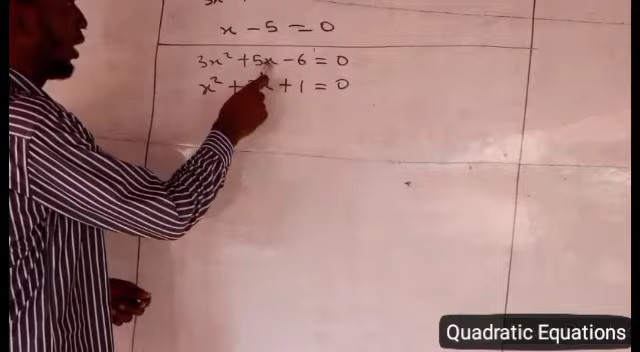 x - 5 = 0
3x² + 5x - 6 = 0
x² + x + 1 = 0
Quadratic Equations